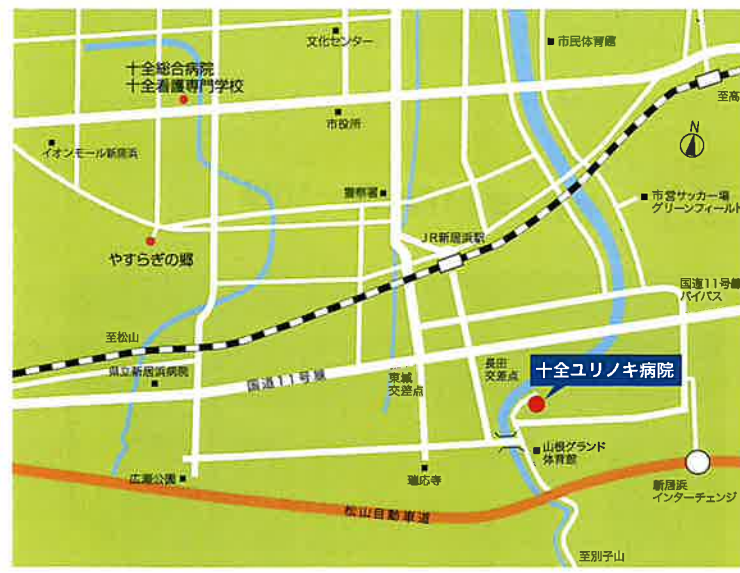 文化センター
市民体育館
十全総合病院
十全看護専門学校
至高
市役所
N
イオンモール新居浜
警察署
市営サッカー場
グリーンフィールド
JR新居浜駅
やすらぎの郷
国道11号線
バイパス
至松山
県立新居浜病院
国道11号線
東城
交差点
長田
交差点
十全ユリノキ病院
山根グランド
体育館
広瀬公園
瑞応寺
新居浜
インターチェンジ
松山自動車道
至別子山